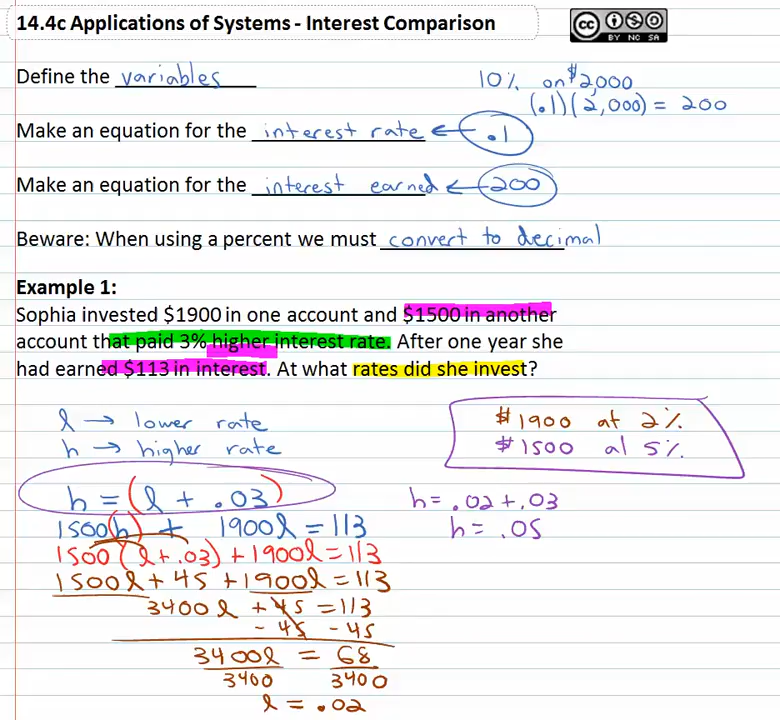 14.4c Applications of Systems - Interest Comparison
cc BY NC SA
Define the variables
10% on $2,000
(.1)(2,000) = 200
Make an equation for the interest rate ← .1
Make an equation for the interest earned ← 200
Beware: When using a percent we must convert to decimal
Example 1:
Sophia invested $1900 in one account and $1500 in another
account that paid 3% higher interest rate. After one year she
had earned $113 in interest. At what rates did she invest?
l → lower rate
h → higher rate
$1900 at 2%
$1500 at 5%
h = (l + .03)
h = .02 + .03
1500(h) + 1900l = 113
h = .05
1500(l + .03) + 1900l = 113
1500l + 45 + 1900l = 113
3400l + 45 = 113
- 45 - 45
3400l = 68
3400 3400
l = .02